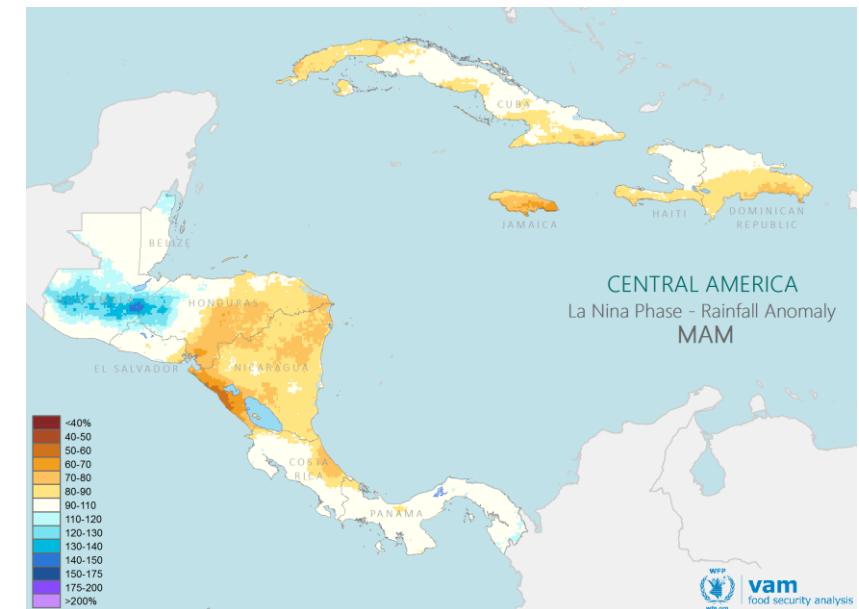 CUBA
JAMAICA
HAITI
DOMINICAN
REPUBLIC
BELIZE
HONDURAS
EL SALVADOR
NICARAGUA
COSTA
RICA
PANAMA
CENTRAL AMERICA
La Nina Phase - Rainfall Anomaly
MAM
<40%
40-50
50-60
60-70
70-80
80-90
90-110
110-120
120-130
130-140
140-150
150-175
175-200
>200%
WFP
wfp.org
vam
food security analysis